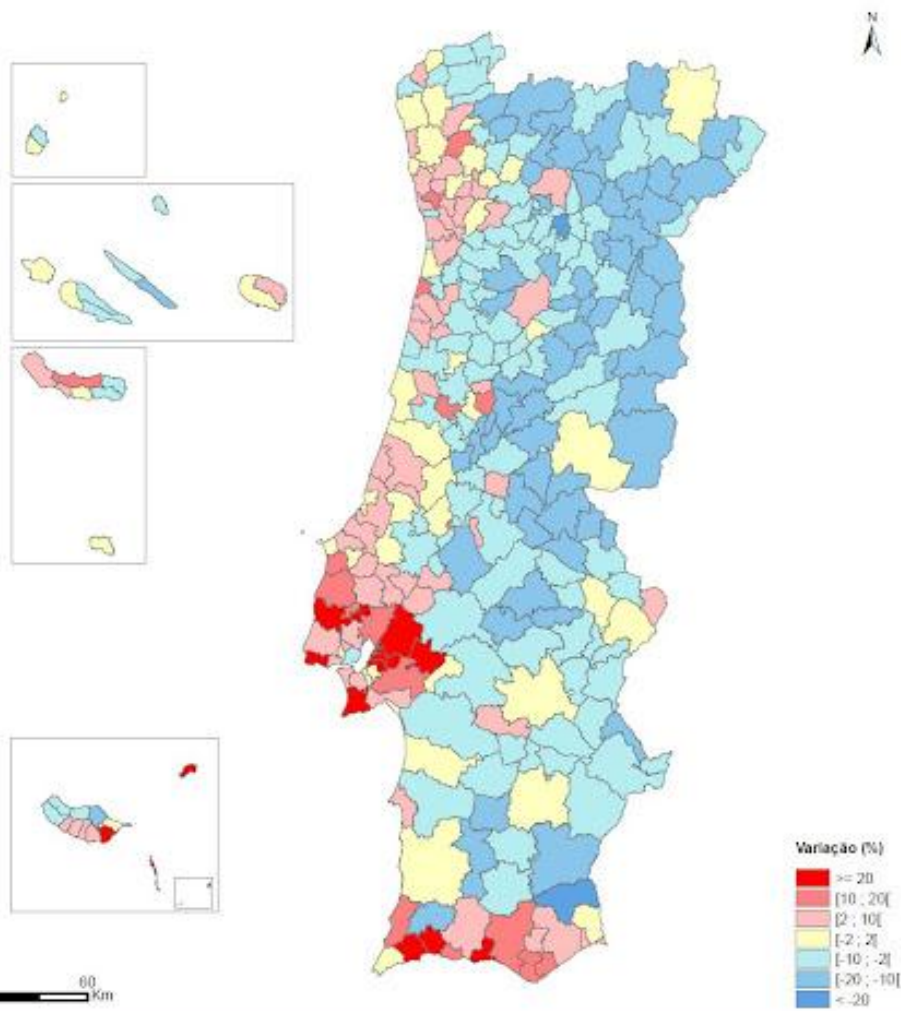 N
Variação (%)
>= 20
[10 ; 20[
[2 ; 10[
[-2 ; 2[
[-10 ; -2[
[-20 ; -10[
< -20
60
Km